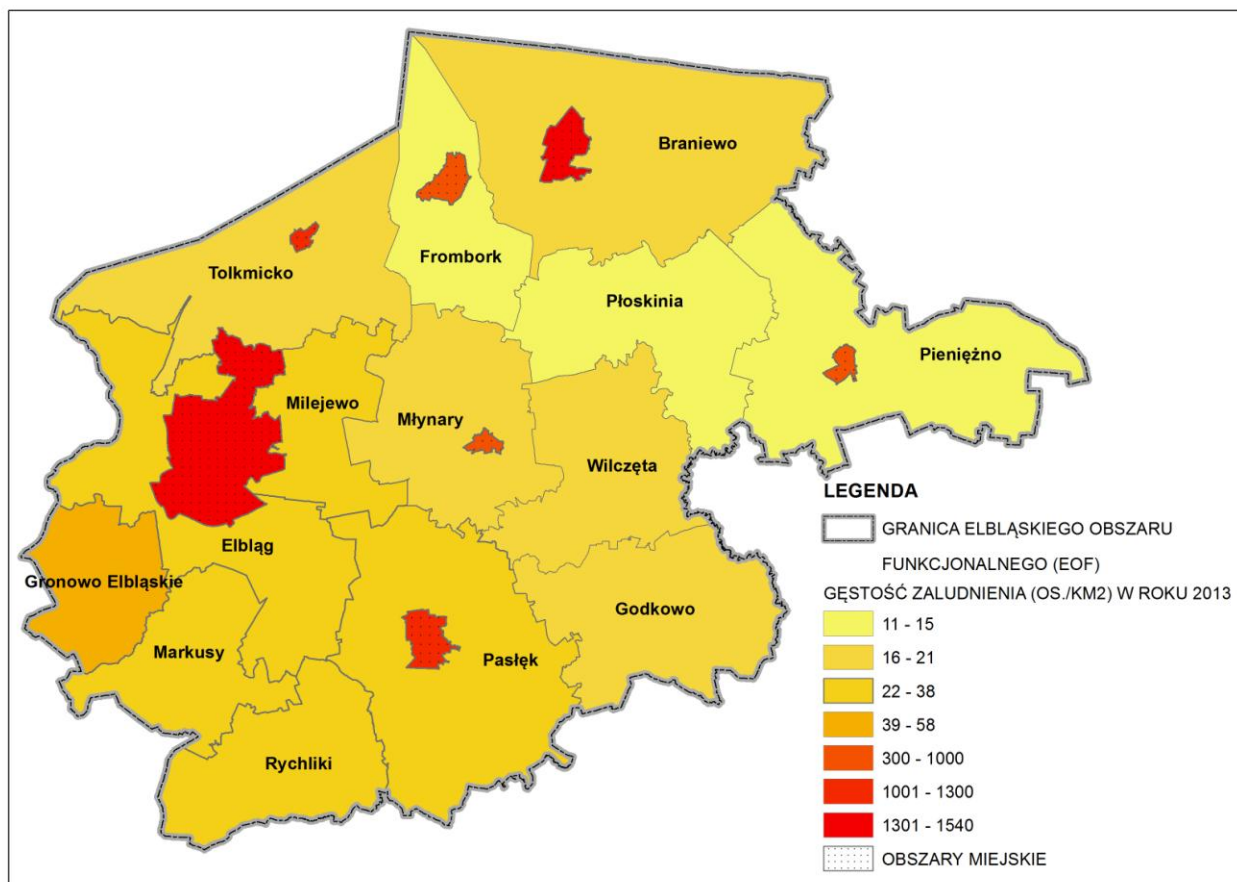 Braniewo
Frombork
Tolkmicko
Płoskinia
Pieniężno
Milejewo
Młynary
Wilczęta
Elbląg
Gronowo Elbląskie
Godkowo
Markusy
Pasłęk
Rychliki
LEGENDA
GRANICA ELBLĄSKIEGO OBSZARU
FUNKCJONALNEGO (EOF)
GĘSTOŚĆ ZALUDNIENIA (OS./KM2) W ROKU 2013
11 - 15
16 - 21
22 - 38
39 - 58
300 - 1000
1001 - 1300
1301 - 1540
OBSZARY MIEJSKIE